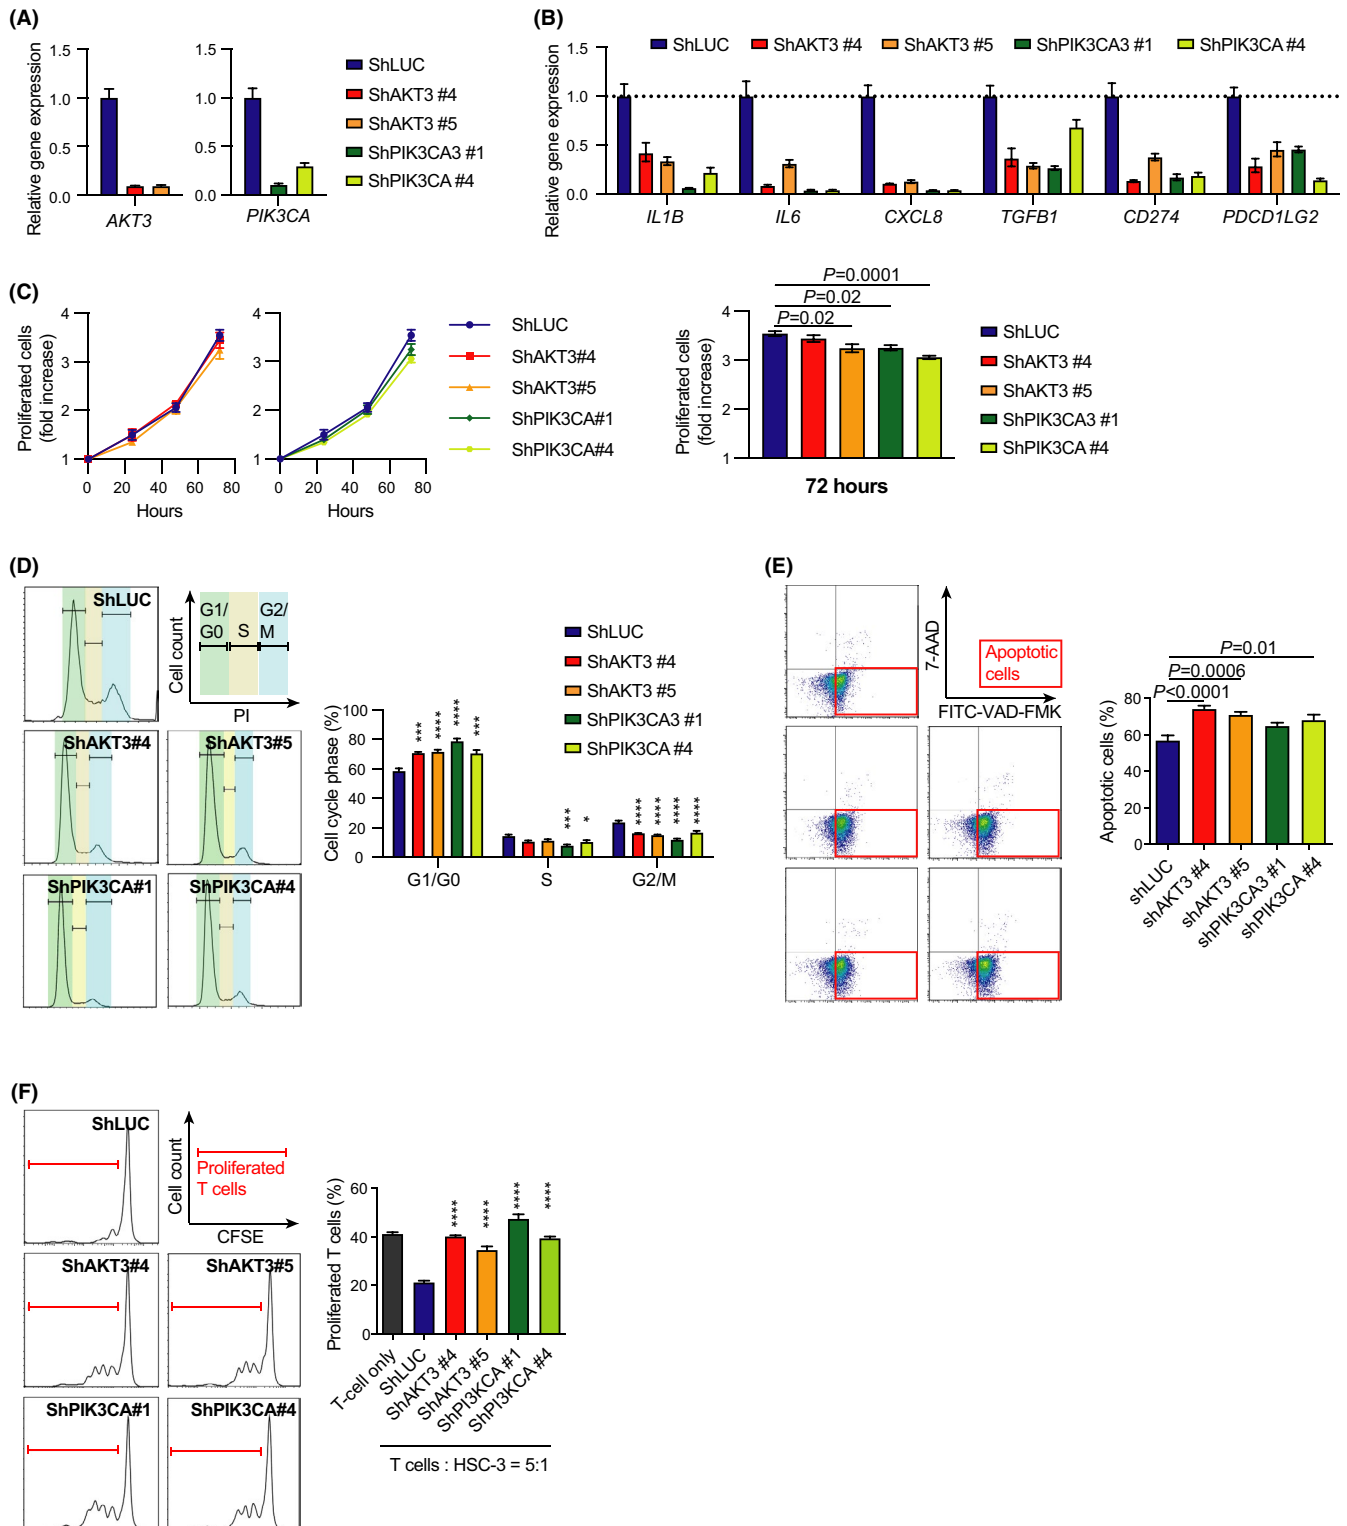 (A)
Relative gene expression
1.5
1.0
0.5
0.0
AKT3
1.5
1.0
0.5
0.0
PIK3CA
ShLUC
ShAKT3 #4
ShAKT3 #5
ShPIK3CA3 #1
ShPIK3CA #4
(B)
ShLUC ShAKT3 #4 ShAKT3 #5 ShPIK3CA3 #1 ShPIK3CA #4
Relative gene expression
1.5
1.0
0.5
0.0
IL1B IL6 CXCL8 TGFB1 CD274 PDCD1LG2
(C)
Proliferated cells
(fold increase)
4
3
2
1
0 20 40 60 80
Hours
4
3
2
1
0 20 40 60 80
Hours
ShLUC
ShAKT3#4
ShAKT3#5
ShPIK3CA#1
ShPIK3CA#4
Proliferated cells
(fold increase)
4
3
2
1
P=0.0001
P=0.02
P=0.02
72 hours
ShLUC
ShAKT3 #4
ShAKT3 #5
ShPIK3CA3 #1
ShPIK3CA #4
(D)
ShLUC
Cell count
G1/
G0
S
G2/
M
PI
ShAKT3#4
ShAKT3#5
ShPIK3CA#1
ShPIK3CA#4
Cell cycle phase (%)
100
80
60
40
20
0
*** **** **** ***
*** *
**** **** **** ****
G1/G0 S G2/M
ShLUC
ShAKT3 #4
ShAKT3 #5
ShPIK3CA3 #1
ShPIK3CA #4
(E)
7-AAD
Apoptotic
cells
FITC-VAD-FMK
Apoptotic cells (%)
80
60
40
20
0
P=0.01
P=0.0006
P<0.0001
shLUC
shAKT3 #4
shAKT3 #5
shPIK3CA3 #1
shPIK3CA #4
(F)
ShLUC
Cell count
Proliferated
T cells
CFSE
ShAKT3#4
ShAKT3#5
ShPIK3CA#1
ShPIK3CA#4
Proliferated T cells (%)
60
40
20
0
**** **** **** ****
T-cell only
ShLUC
ShAKT3 #4
ShAKT3 #5
ShPI3KCA #1
ShPI3KCA #4
T cells : HSC-3 = 5:1